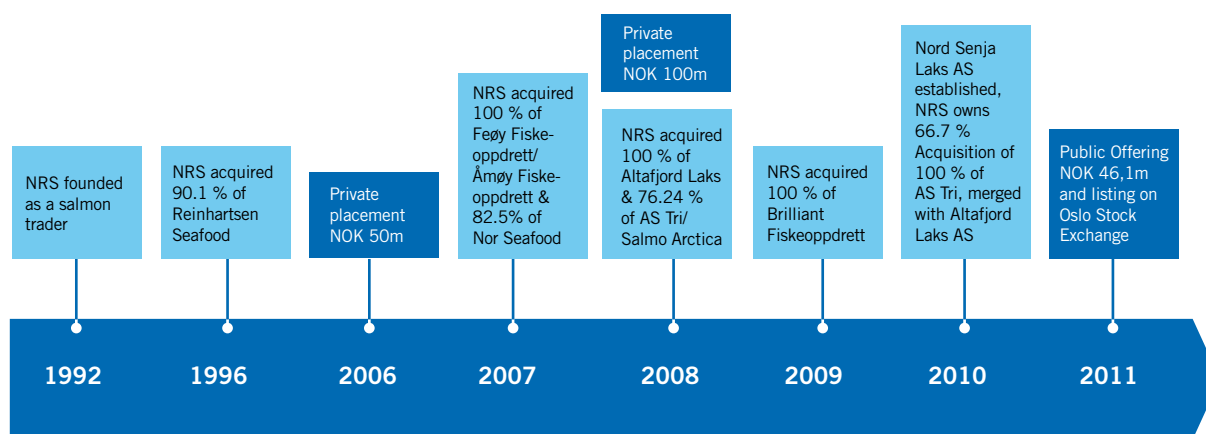 NRS founded
as a salmon
trader
NRS acquired
90.1 % of
Reinhartsen
Seafood
Private
placement
NOK 50m
NRS acquired
100 % of
Feøy Fiske-
oppdrett/
Åmøy Fiske-
oppdrett &
82.5% of
Nor Seafood
Private
placement
NOK 100m
NRS acquired
100 % of
Altafjord Laks
& 76.24 %
of AS Tri/
Salmo Arctica
NRS acquired
100 % of
Brilliant
Fiskeoppdrett
Nord Senja
Laks AS
established,
NRS owns
66.7 %
Acquisition of
100 % of
AS Tri, merged
with Altafjord
Laks AS
Public Offering
NOK 46,1m
and listing on
Oslo Stock
Exchange
1992
1996
2006
2007
2008
2009
2010
2011